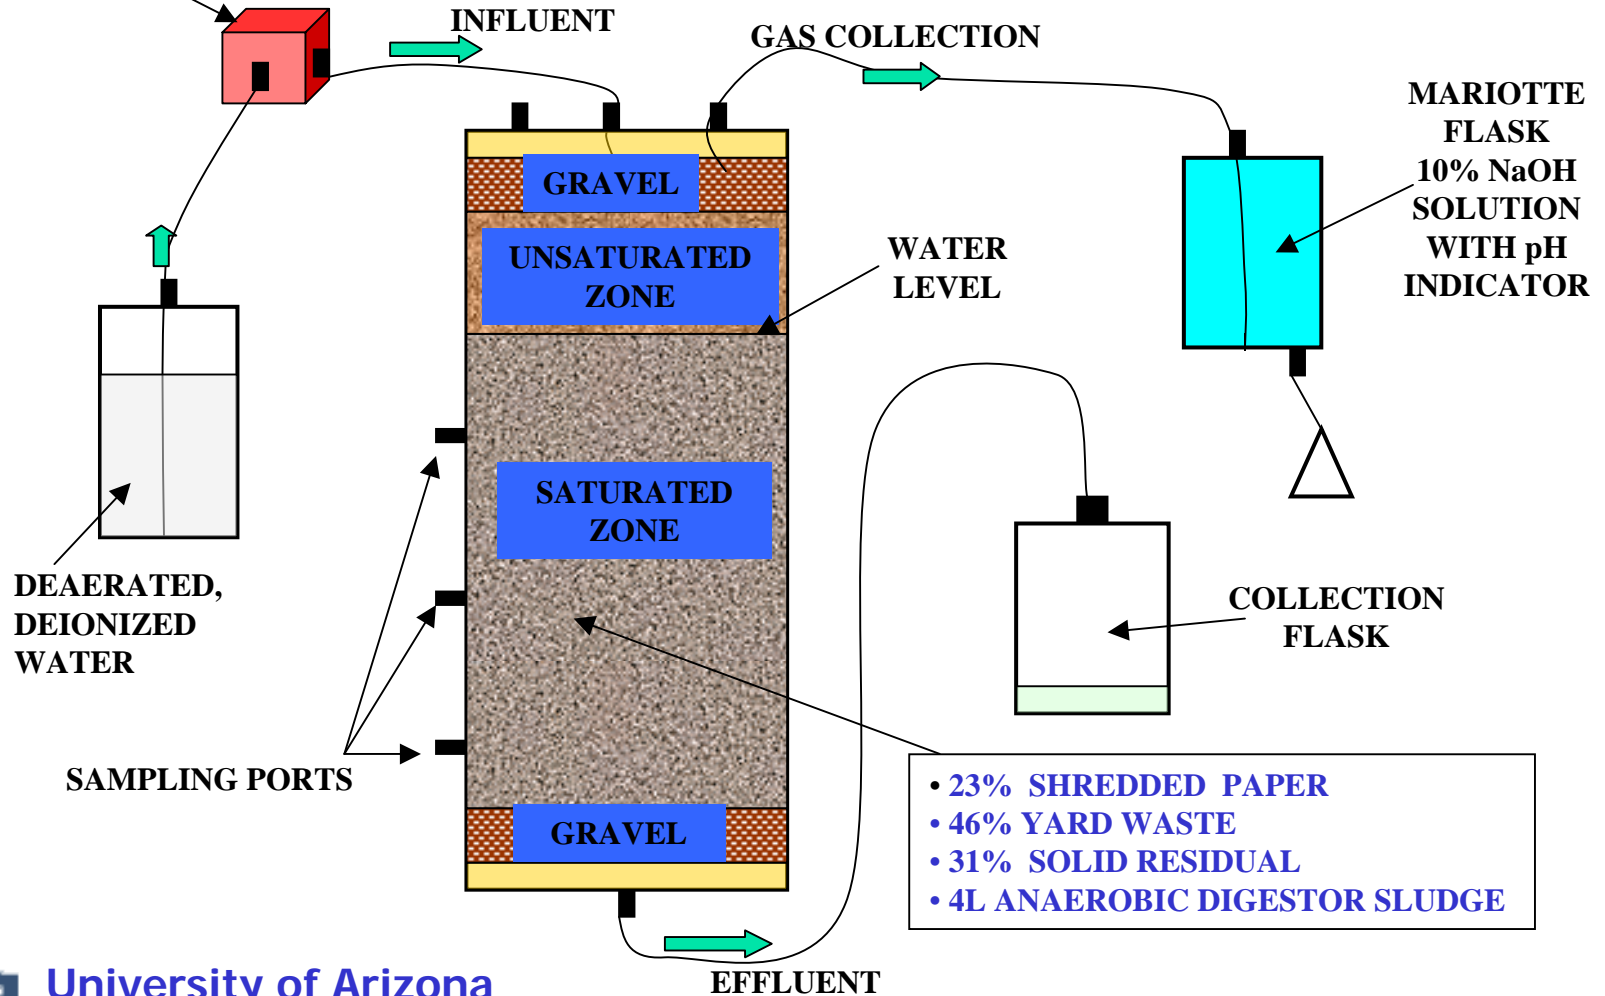 INFLUENT
GAS COLLECTION
MARIOTTE
FLASK
10% NaOH
SOLUTION
WITH pH
INDICATOR
GRAVEL
UNSATURATED
ZONE
WATER
LEVEL
SATURATED
ZONE
DEAERATED,
DEIONIZED
WATER
COLLECTION
FLASK
SAMPLING PORTS
GRAVEL
• 23% SHREDDED PAPER
• 46% YARD WASTE
• 31% SOLID RESIDUAL
• 4L ANAEROBIC DIGESTOR SLUDGE
EFFLUENT
University of Arizona